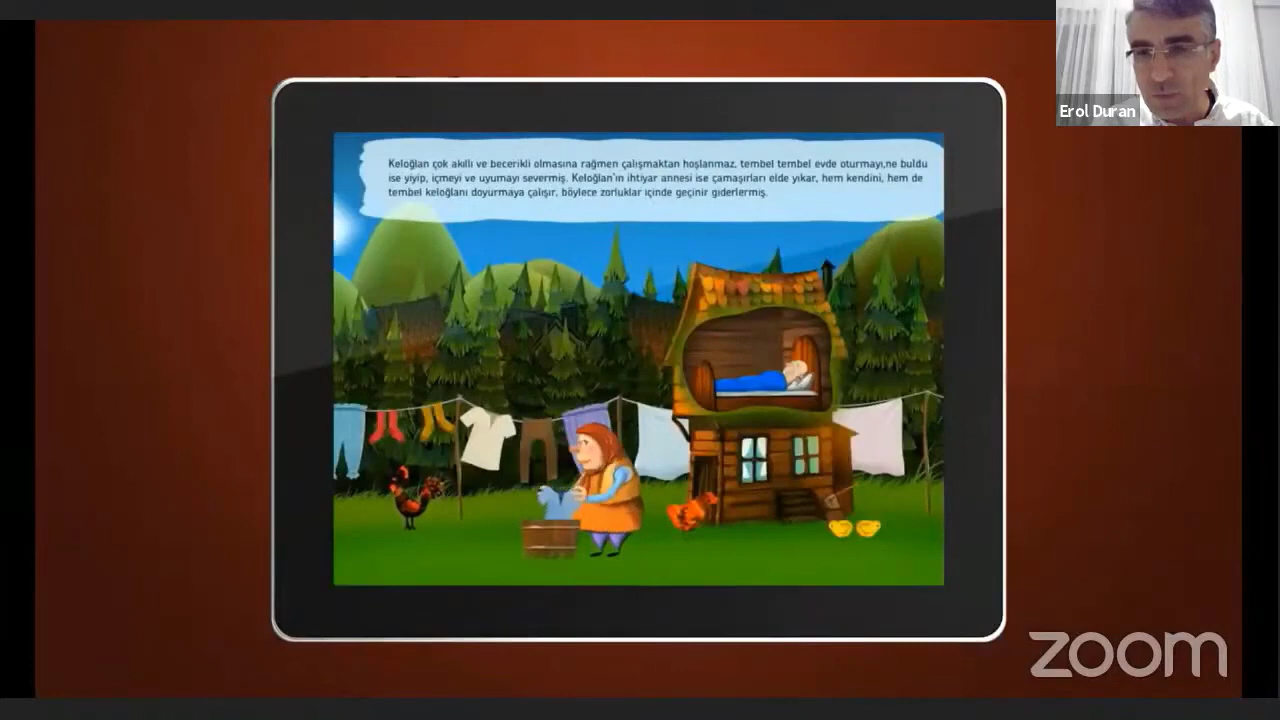 Erol Duran
Keloğlan çok akıllı ve becerikli olmasına rağmen çalışmaktan hoşlanmaz, tembel tembel evde oturmayı,ne buldu
ise yiyip, içmeyi ve uyumayı severmiş. Keloğlan'ın ihtiyar annesi ise çamaşırları elde yıkar, hem kendini, hem de
tembel keloğlanı doyurmaya çalışır, böylece zorluklar içinde geçinir giderlermiş.
zoom